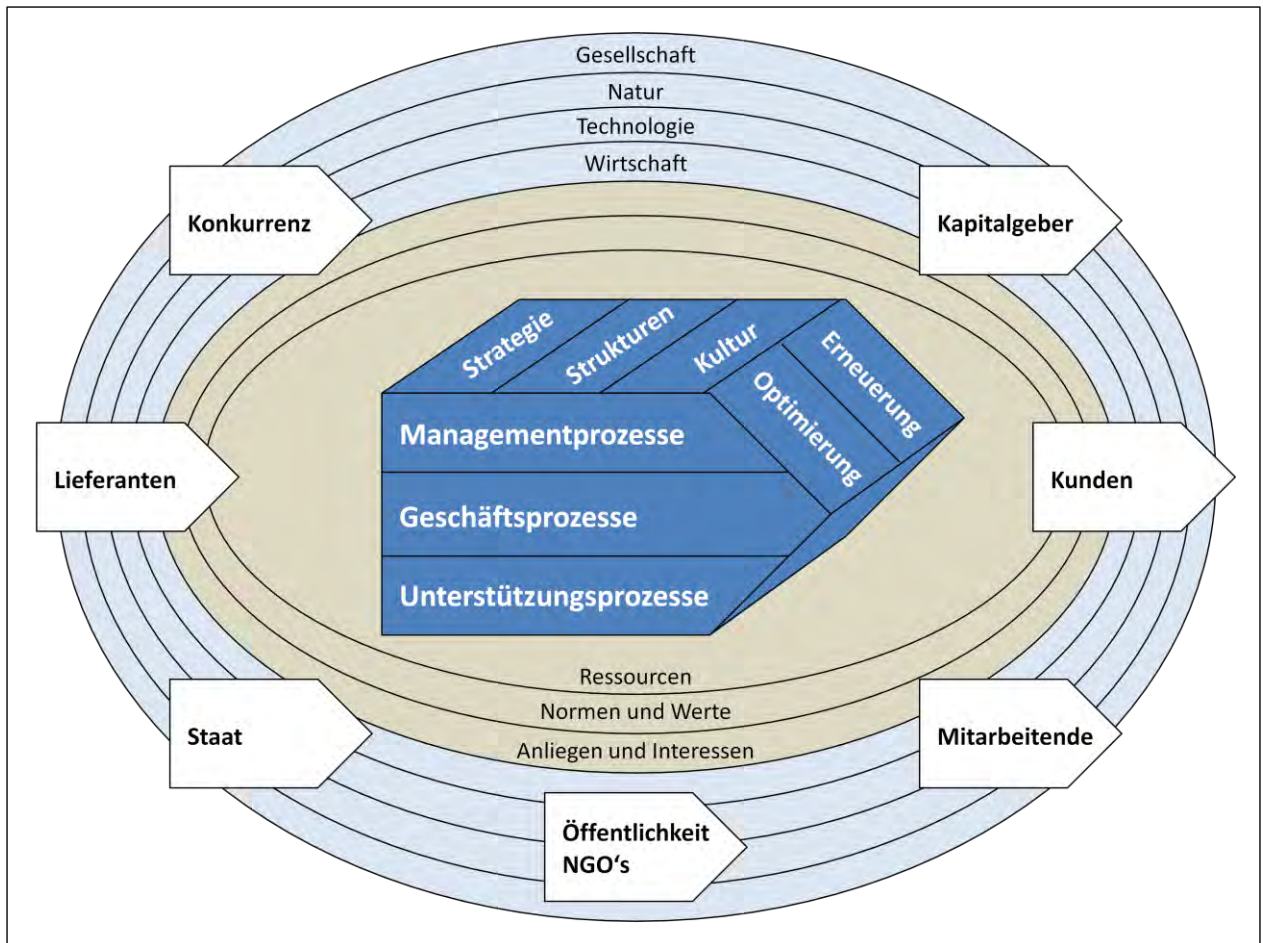 Gesellschaft
Natur
Technologie
Wirtschaft
Konkurrenz
Kapitalgeber
Strategie
Strukturen
Kultur
Erneuerung
Optimierung
Managementprozesse
Lieferanten
Kunden
Geschäftsprozesse
Unterstützungsprozesse
Ressourcen
Normen und Werte
Anliegen und Interessen
Staat
Mitarbeitende
Öffentlichkeit
NGO‘s